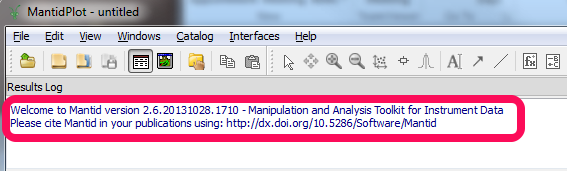 MantidPlot - untitled
File Edit View Windows Catalog Interfaces Help
Results Log
Welcome to Mantid version 2.6.20131028.1710 - Manipulation and Analysis Toolkit for Instrument Data
Please cite Mantid in your publications using: http://dx.doi.org/10.5286/Software/Mantid